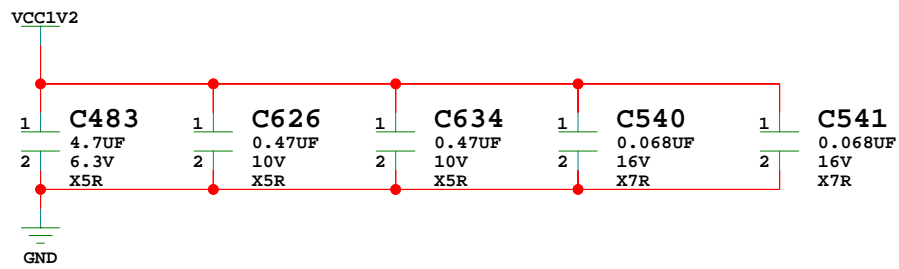 VCC1V2
1
C483
4.7UF
2
6.3V
X5R
1
C626
0.47UF
2
10V
X5R
1
C634
0.47UF
2
10V
X5R
1
C540
0.068UF
2
16V
X7R
1
C541
0.068UF
2
16V
X7R
GND